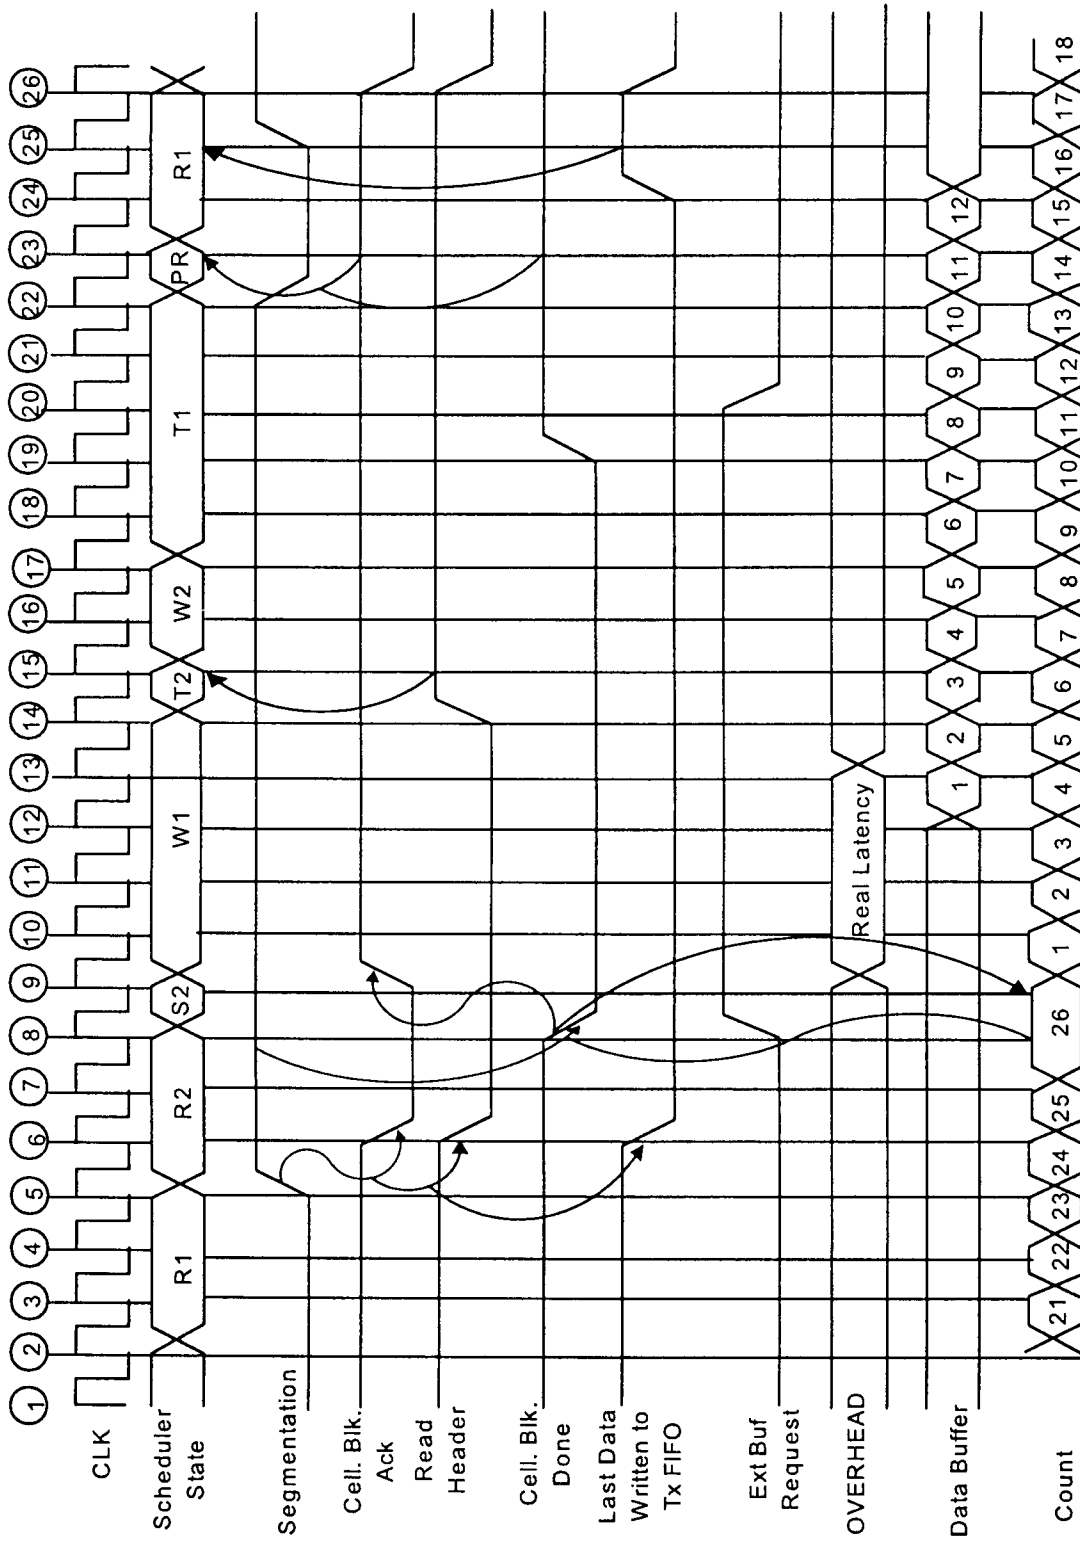 1 2 3 4 5 6 7 8 9 10 11 12 13 14 15 16 17 18 19 20 21 22 23 24 25 26
CLK
Scheduler
State
R1 R2 S2 W1 T2 W2 T1 PR R1
Segmentation
Cell. Blk.
Ack
Read
Header
Cell. Blk.
Done
Last Data
Written to
Tx FIFO
Ext Buf
Request
OVERHEAD
Real Latency
Data Buffer
1 2 3 4 5 6 7 8 9 10 11 12
Count
21 22 23 24 25 26 1 2 3 4 5 6 7 8 9 10 11 12 13 14 15 16 17 18